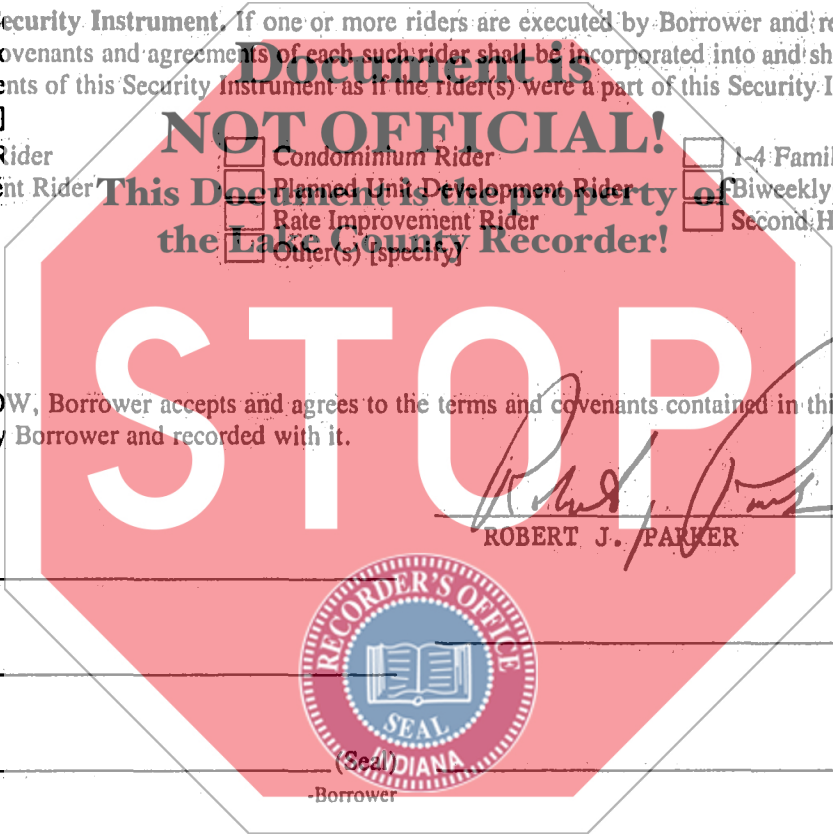 ecurity Instrument. If one or more riders are executed by Borrower and re
ovenants and agreements of each such rider shall be incorporated into and sh
ents of this Security Instrument as if the rider(s) were a part of this Security I
]
Document is
NOT OFFICIAL!
This Document is the property of
the Lake County Recorder!
Rider
Condominium Rider
1-4 Famil
nt Rider
Planned Unit Development Rider
Biweekly
Rate Improvement Rider
Second H
Other(s) [specify]
STOP
OW, Borrower accepts and agrees to the terms and covenants contained in thi
y Borrower and recorded with it.
ROBERT J. PARKER
RECORDER'S OFFICE
SEAL
INDIANA
(Seal)
-Borrower